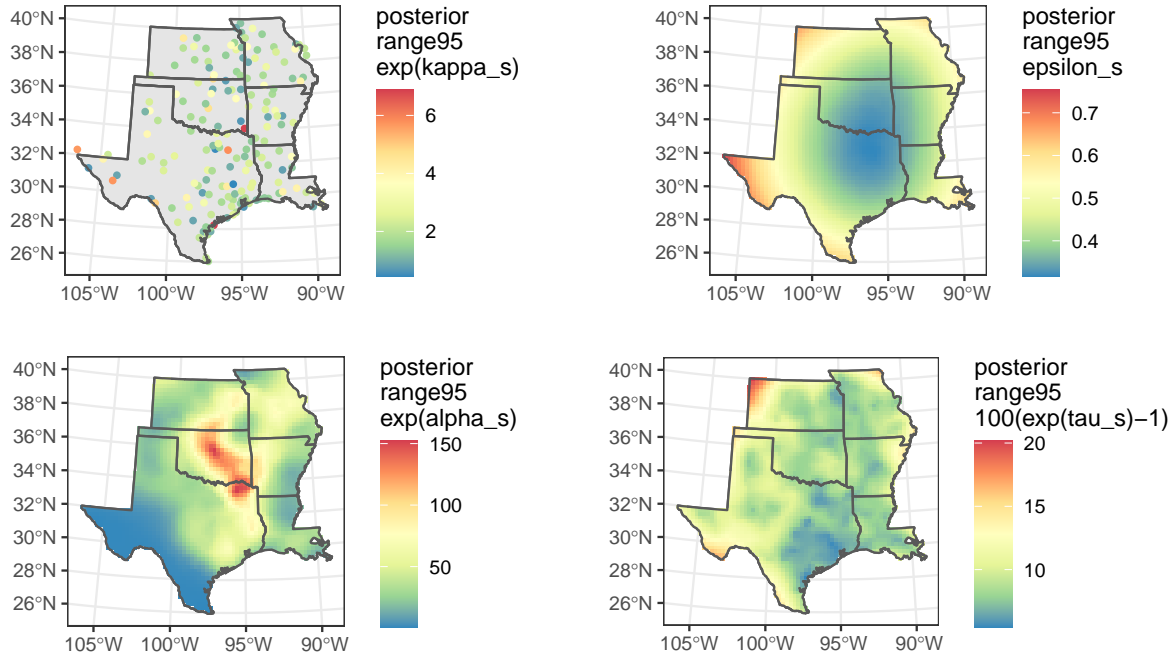 posterior
range95
exp(kappa_s)
6
4
2
40°N
38°N
36°N
34°N
32°N
30°N
28°N
26°N
105°W
100°W
95°W
90°W
posterior
range95
epsilon_s
0.7
0.6
0.5
0.4
40°N
38°N
36°N
34°N
32°N
30°N
28°N
26°N
105°W
100°W
95°W
90°W
posterior
range95
exp(alpha_s)
150
100
50
40°N
38°N
36°N
34°N
32°N
30°N
28°N
26°N
105°W
100°W
95°W
90°W
posterior
range95
100(exp(tau_s)−1)
20
15
10
40°N
38°N
36°N
34°N
32°N
30°N
28°N
26°N
105°W
100°W
95°W
90°W